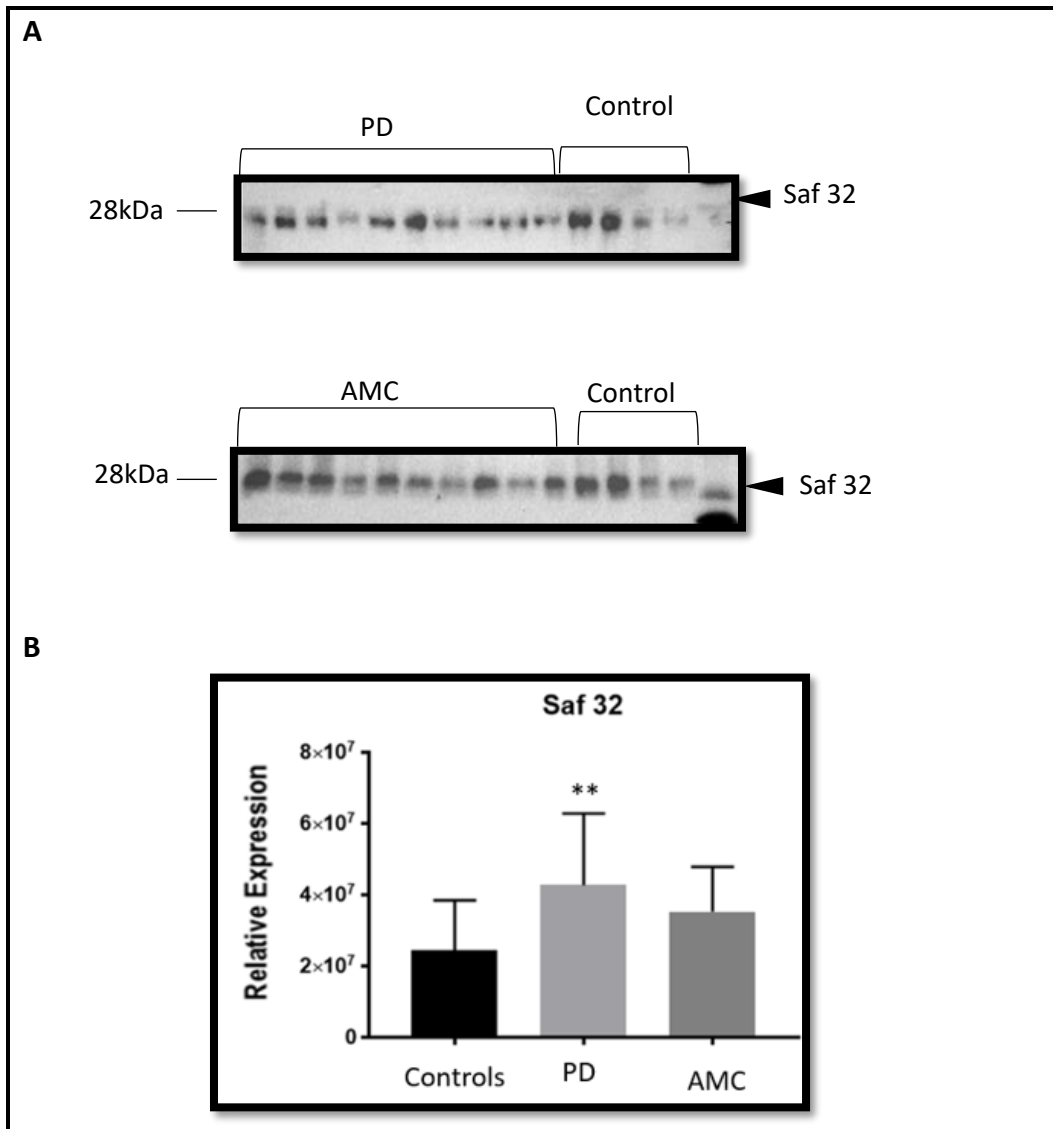 A
Control
PD
28kDa
Saf 32
AMC
Control
28kDa
Saf 32
B
Saf 32
8×10⁷
6×10⁷
4×10⁷
2×10⁷
0
Relative Expression
**
Controls
PD
AMC